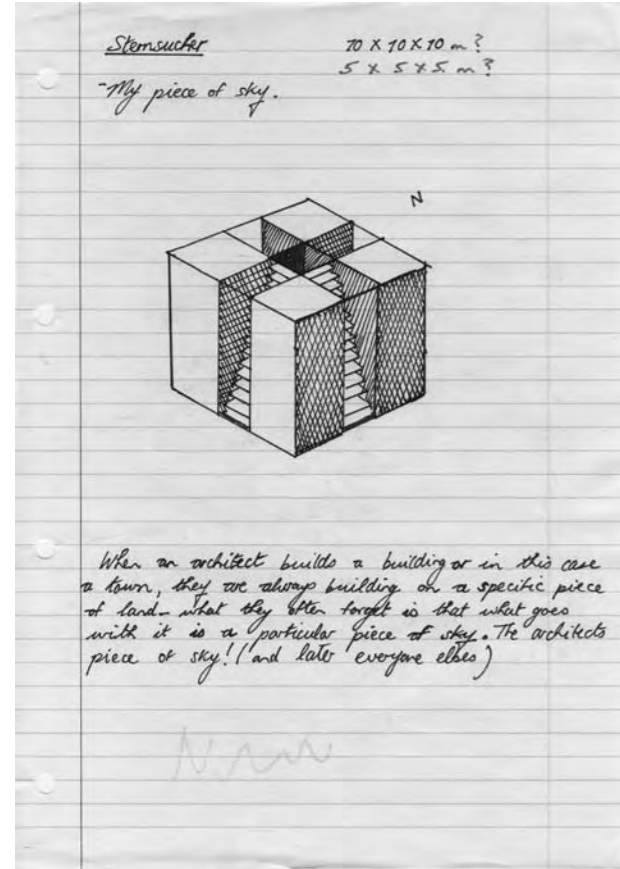 Sternsucher
10 X 10 X 10 m ?
5 X 5 X 5 m ?
- My piece of sky.
N
When an architect builds a building or in this case
a town, they are always building on a specific piece
of land - what they often forget is that what goes
with it is a particular piece of sky. The architects
piece of sky! (and later everyone elses)